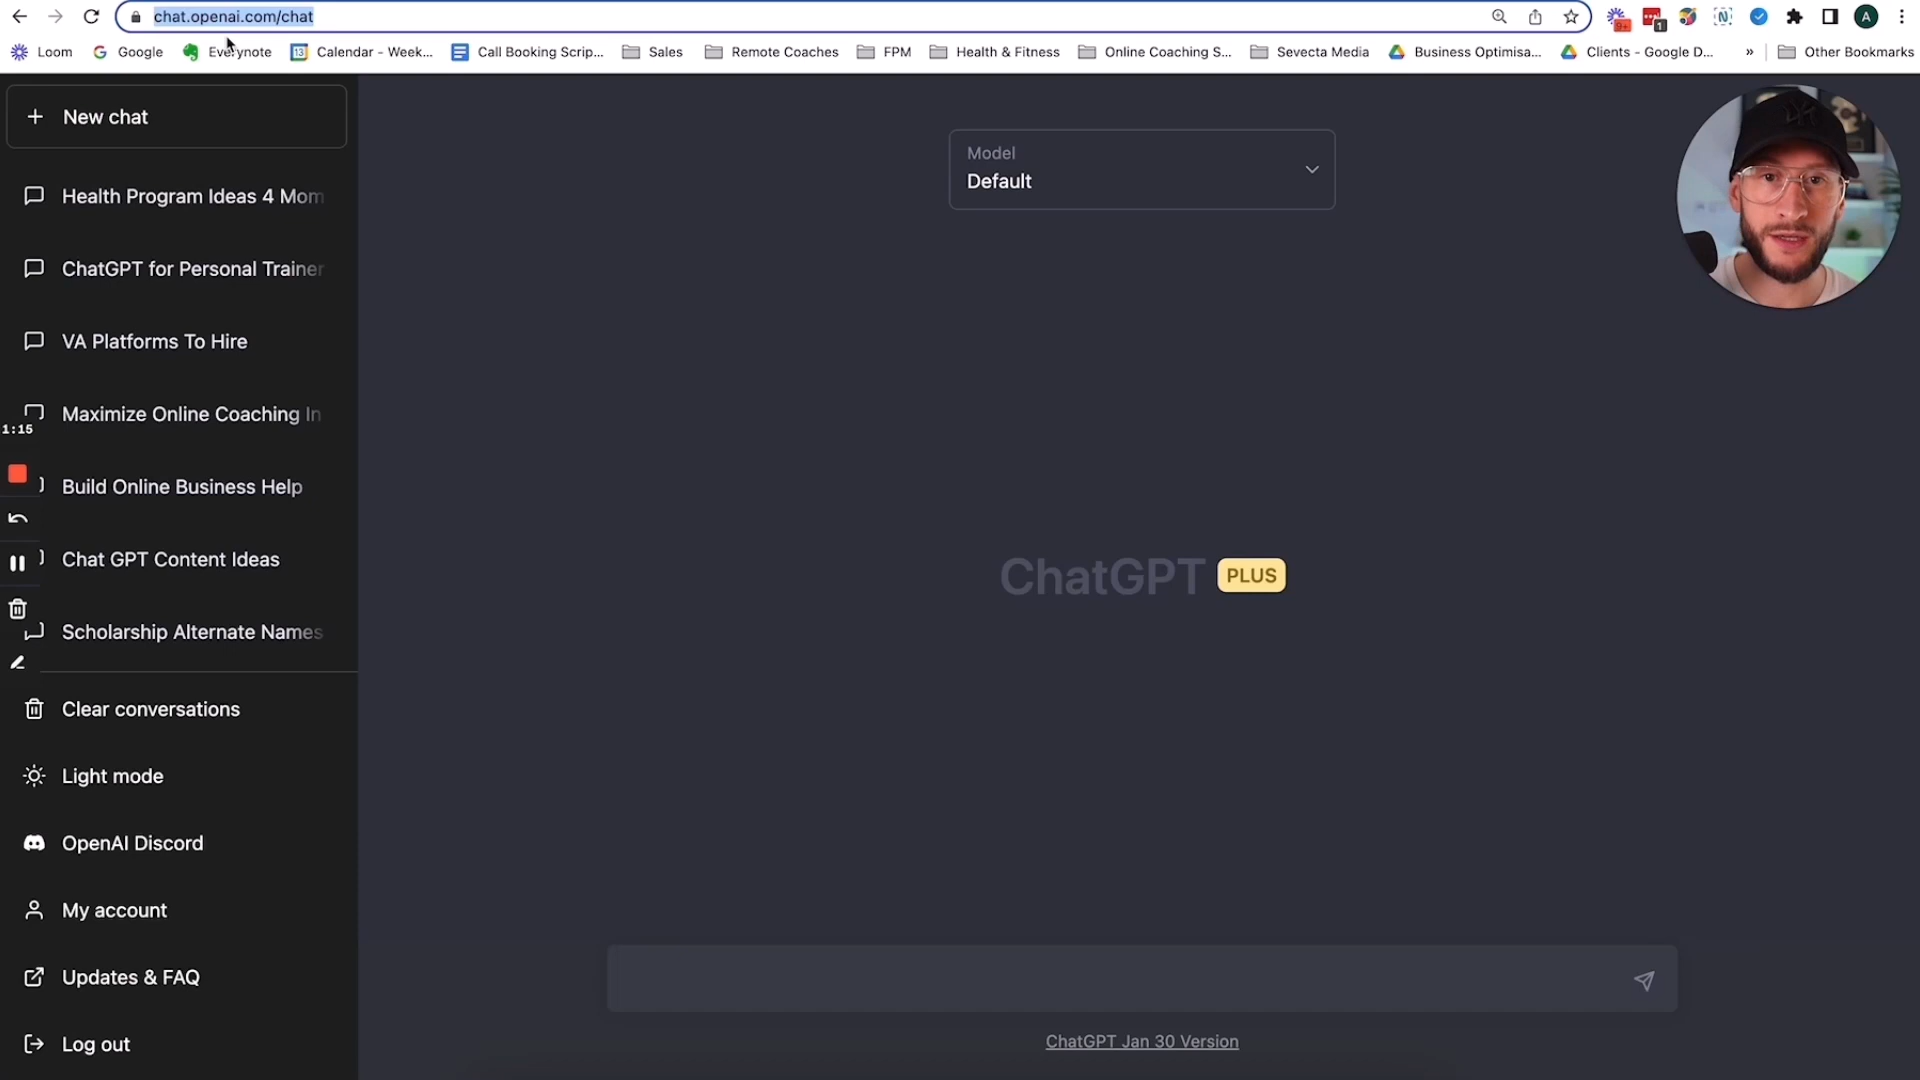 chat.openai.com/chat
9+
1
N
A
Loom
Google
Everynote
13
Calendar - Week...
Call Booking Scrip...
Sales
Remote Coaches
FPM
Health & Fitness
Online Coaching S...
Sevecta Media
Business Optimisa...
Clients - Google D...
»
Other Bookmarks
+ New chat
Model
Default
Health Program Ideas 4 Mom
ChatGPT for Personal Trainer
VA Platforms To Hire
Maximize Online Coaching In
1:15
Build Online Business Help
Chat GPT Content Ideas
ChatGPT PLUS
Scholarship Alternate Names
Clear conversations
Light mode
OpenAI Discord
My account
Updates & FAQ
Log out
ChatGPT Jan 30 Version